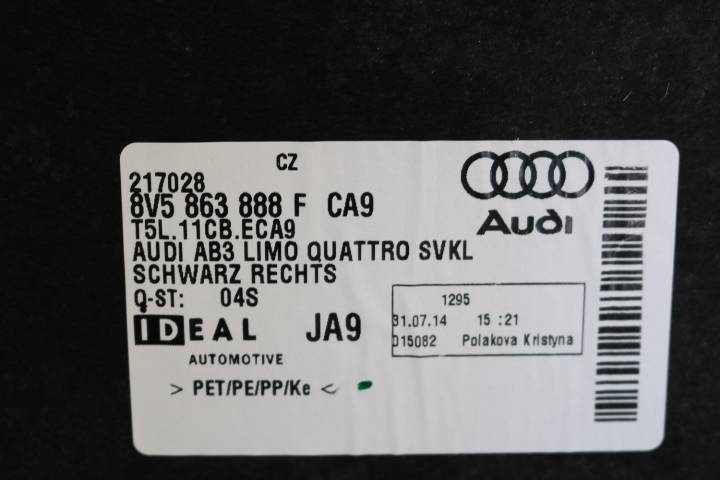 CZ
217028
8V5 863 888 F CA9
T5L.11CB.ECA9
AUDI AB3 LIMO QUATTRO SVKL
SCHWARZ RECHTS
Q-ST: 04S
IDEAL JA9
AUTOMOTIVE
> PET/PE/PP/Ke <
Audi
1295
31.07.14 15:21
D15082 Polakova Kristyna